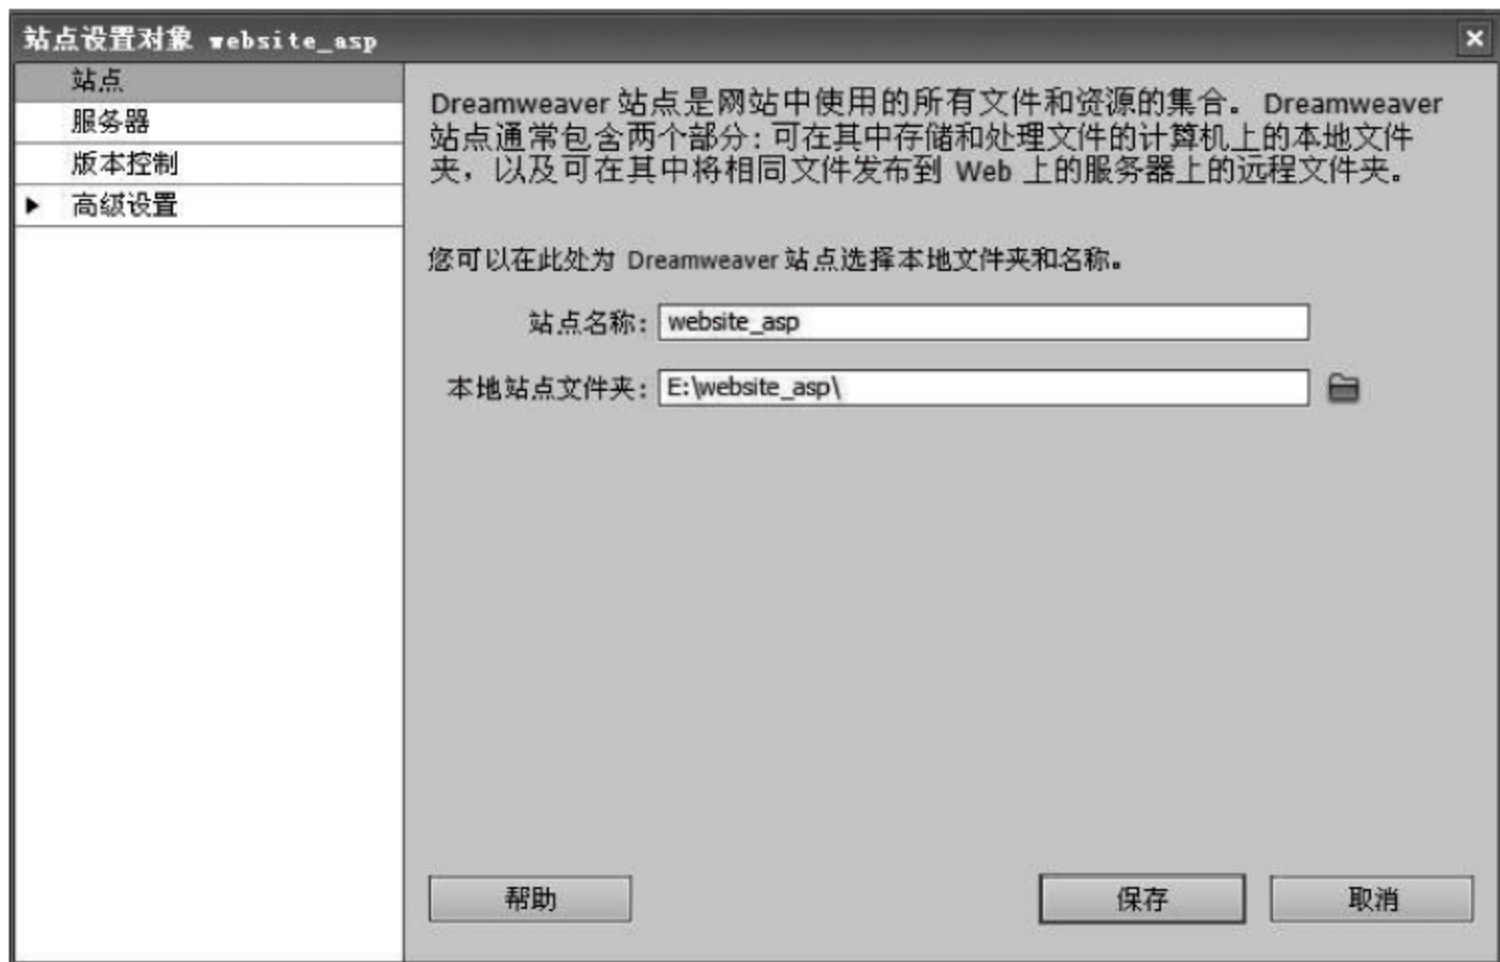 站点设置对象 website_asp
站点
服务器
版本控制
高级设置
Dreamweaver 站点是网站中使用的所有文件和资源的集合。 Dreamweaver
站点通常包含两个部分:可在其中存储和处理文件的计算机上的本地文件
夹，以及可在其中将相同文件发布到 Web 上的服务器上的远程文件夹。
您可以在此处为 Dreamweaver 站点选择本地文件夹和名称。
站点名称: website_asp
本地站点文件夹: E:\website_asp\
帮助 保存 取消